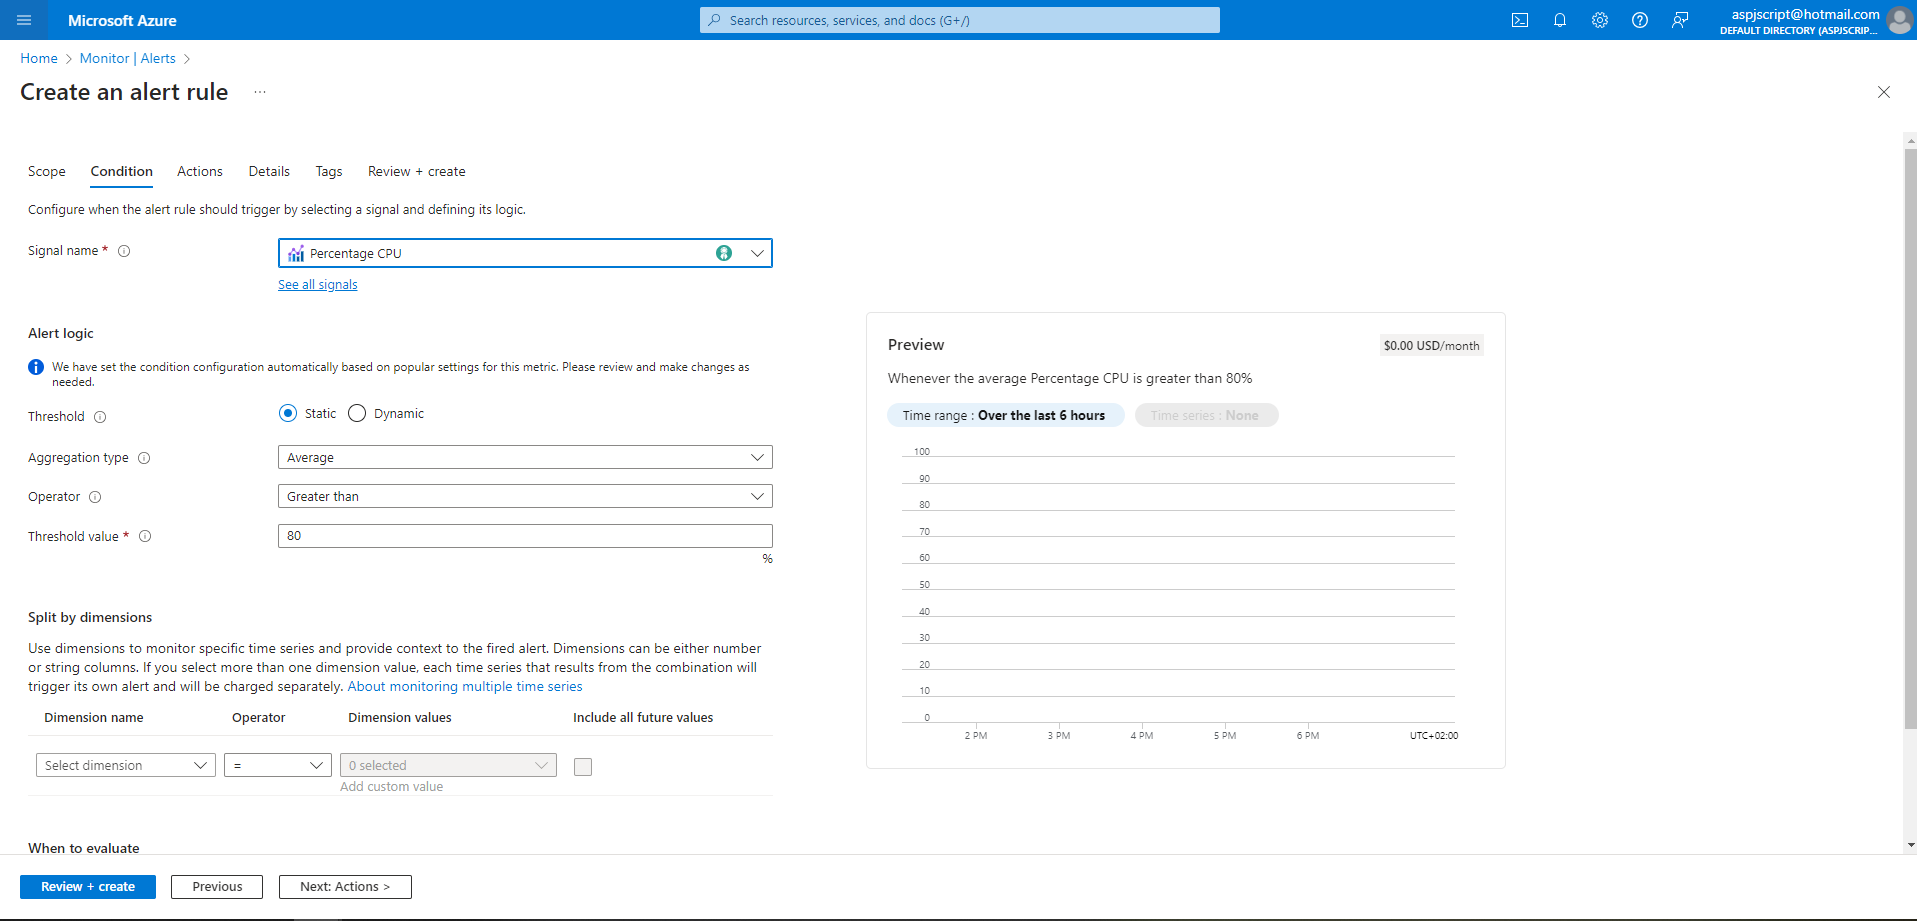 Microsoft Azure
Search resources, services, and docs (G+/)
aspjscript@hotmail.com
DEFAULT DIRECTORY (ASPJSCRIP...
Home > Monitor | Alerts >
Create an alert rule ...
Scope Condition Actions Details Tags Review + create
Configure when the alert rule should trigger by selecting a signal and defining its logic.
Signal name *
Percentage CPU
See all signals
Alert logic
We have set the condition configuration automatically based on popular settings for this metric. Please review and make changes as
needed.
Threshold
Static Dynamic
Aggregation type
Average
Operator
Greater than
Threshold value *
80
%
Split by dimensions
Use dimensions to monitor specific time series and provide context to the fired alert. Dimensions can be either number
or string columns. If you select more than one dimension value, each time series that results from the combination will
trigger its own alert and will be charged separately. About monitoring multiple time series
Dimension name Operator Dimension values Include all future values
Select dimension = 0 selected
Add custom value
When to evaluate
Preview
$0.00 USD/month
Whenever the average Percentage CPU is greater than 80%
Time range : Over the last 6 hours Time series : None
100
90
80
70
60
50
40
30
20
10
0
2 PM 3 PM 4 PM 5 PM 6 PM UTC+02:00
Review + create Previous Next: Actions >